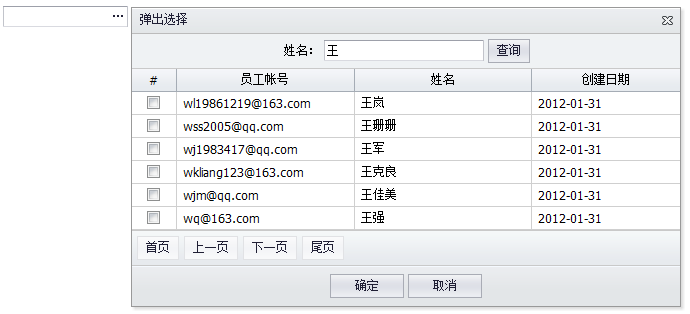 ...
弹出选择
姓名： 王 查询
# 员工帐号 姓名 创建日期
wl19861219@163.com 王岚 2012-01-31
wss2005@qq.com 王珊珊 2012-01-31
wj1983417@qq.com 王军 2012-01-31
wkliang123@163.com 王克良 2012-01-31
wjm@qq.com 王佳美 2012-01-31
wq@163.com 王强 2012-01-31
首页 上一页 下一页 尾页
确定 取消